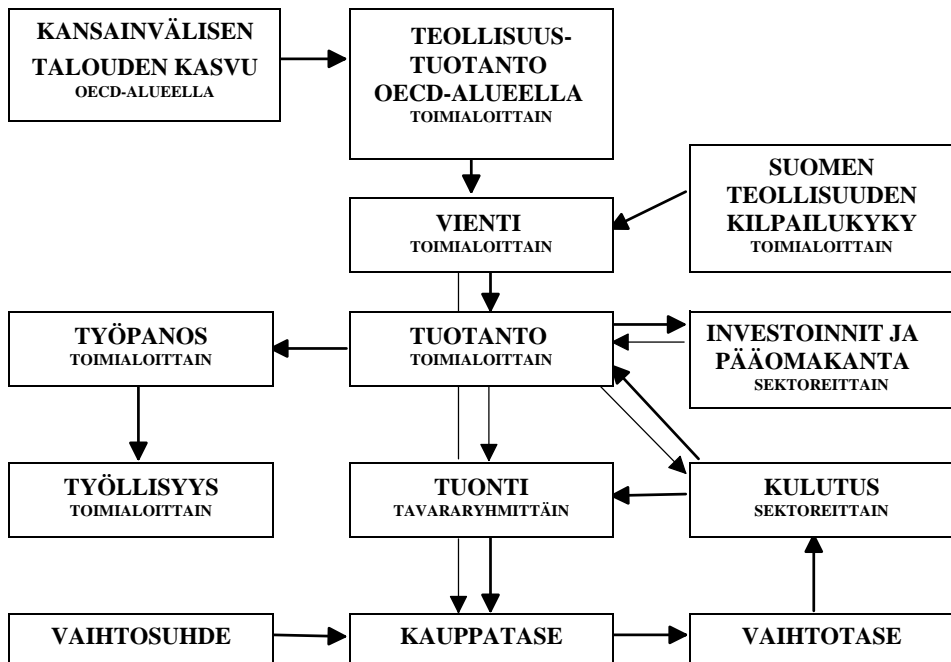 KANSAINVÄLISEN
TALOUDEN KASVU
OECD-ALUEELLA
TEOLLISUUS-
TUOTANTO
OECD-ALUEELLA
TOIMIALOITTAIN
SUOMEN
TEOLLISUUDEN
KILPAILUKYKY
TOIMIALOITTAIN
VIENTI
TOIMIALOITTAIN
TYÖPANOS
TOIMIALOITTAIN
TUOTANTO
TOIMIALOITTAIN
INVESTOINNIT JA
PÄÄOMAKANTA
SEKTOREITTAIN
TYÖLLISYYS
TOIMIALOITTAIN
TUONTI
TAVARARYHMITTÄIN
KULUTUS
SEKTOREITTAIN
VAIHTOSUHDE
KAUPPATASE
VAIHTOTASE